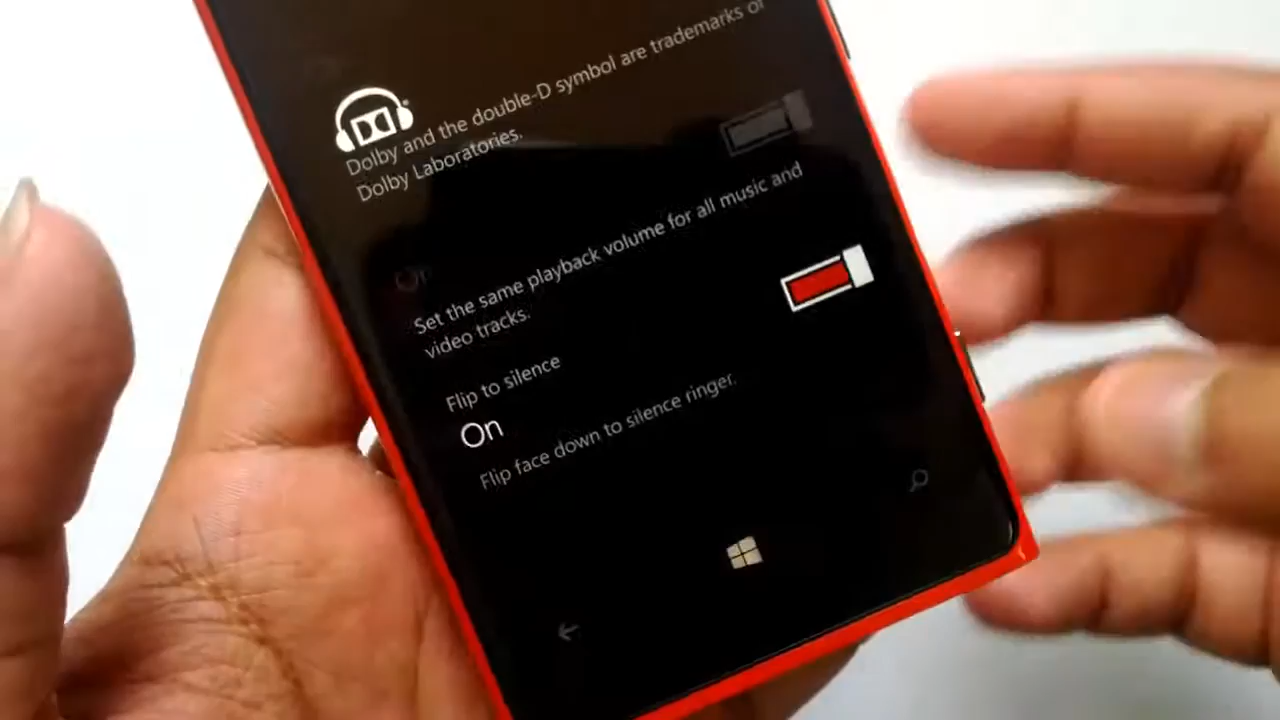 Dolby and the double-D symbol are trademarks of
Dolby Laboratories.
On
Set the same playback volume for all music and
video tracks.
Flip to silence
On
Flip face down to silence ringer.